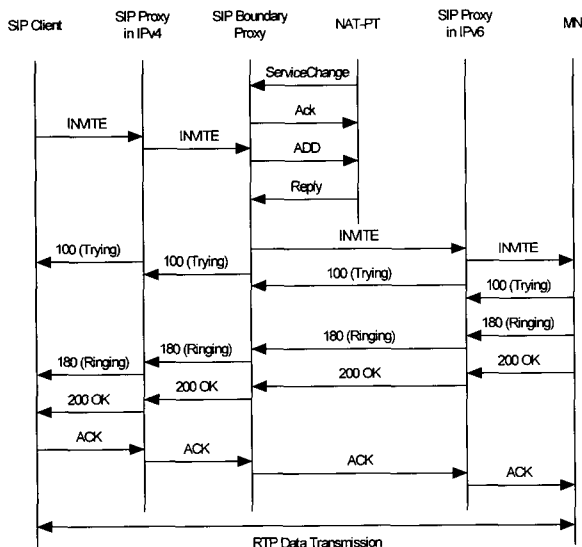 SIP Client
SIP Proxy
in IPv4
SIP Boundary
Proxy
NAT-PT
SIP Proxy
in IPv6
MN
ServiceChange
Ack
INVITE
INVITE
ADD
Reply
INVITE
INVITE
100 (Trying)
100 (Trying)
100 (Trying)
100 (Trying)
180 (Ringing)
180 (Ringing)
180 (Ringing)
180 (Ringing)
200 OK
200 OK
200 OK
200 OK
ACK
ACK
ACK
ACK
RTP Data Transmission